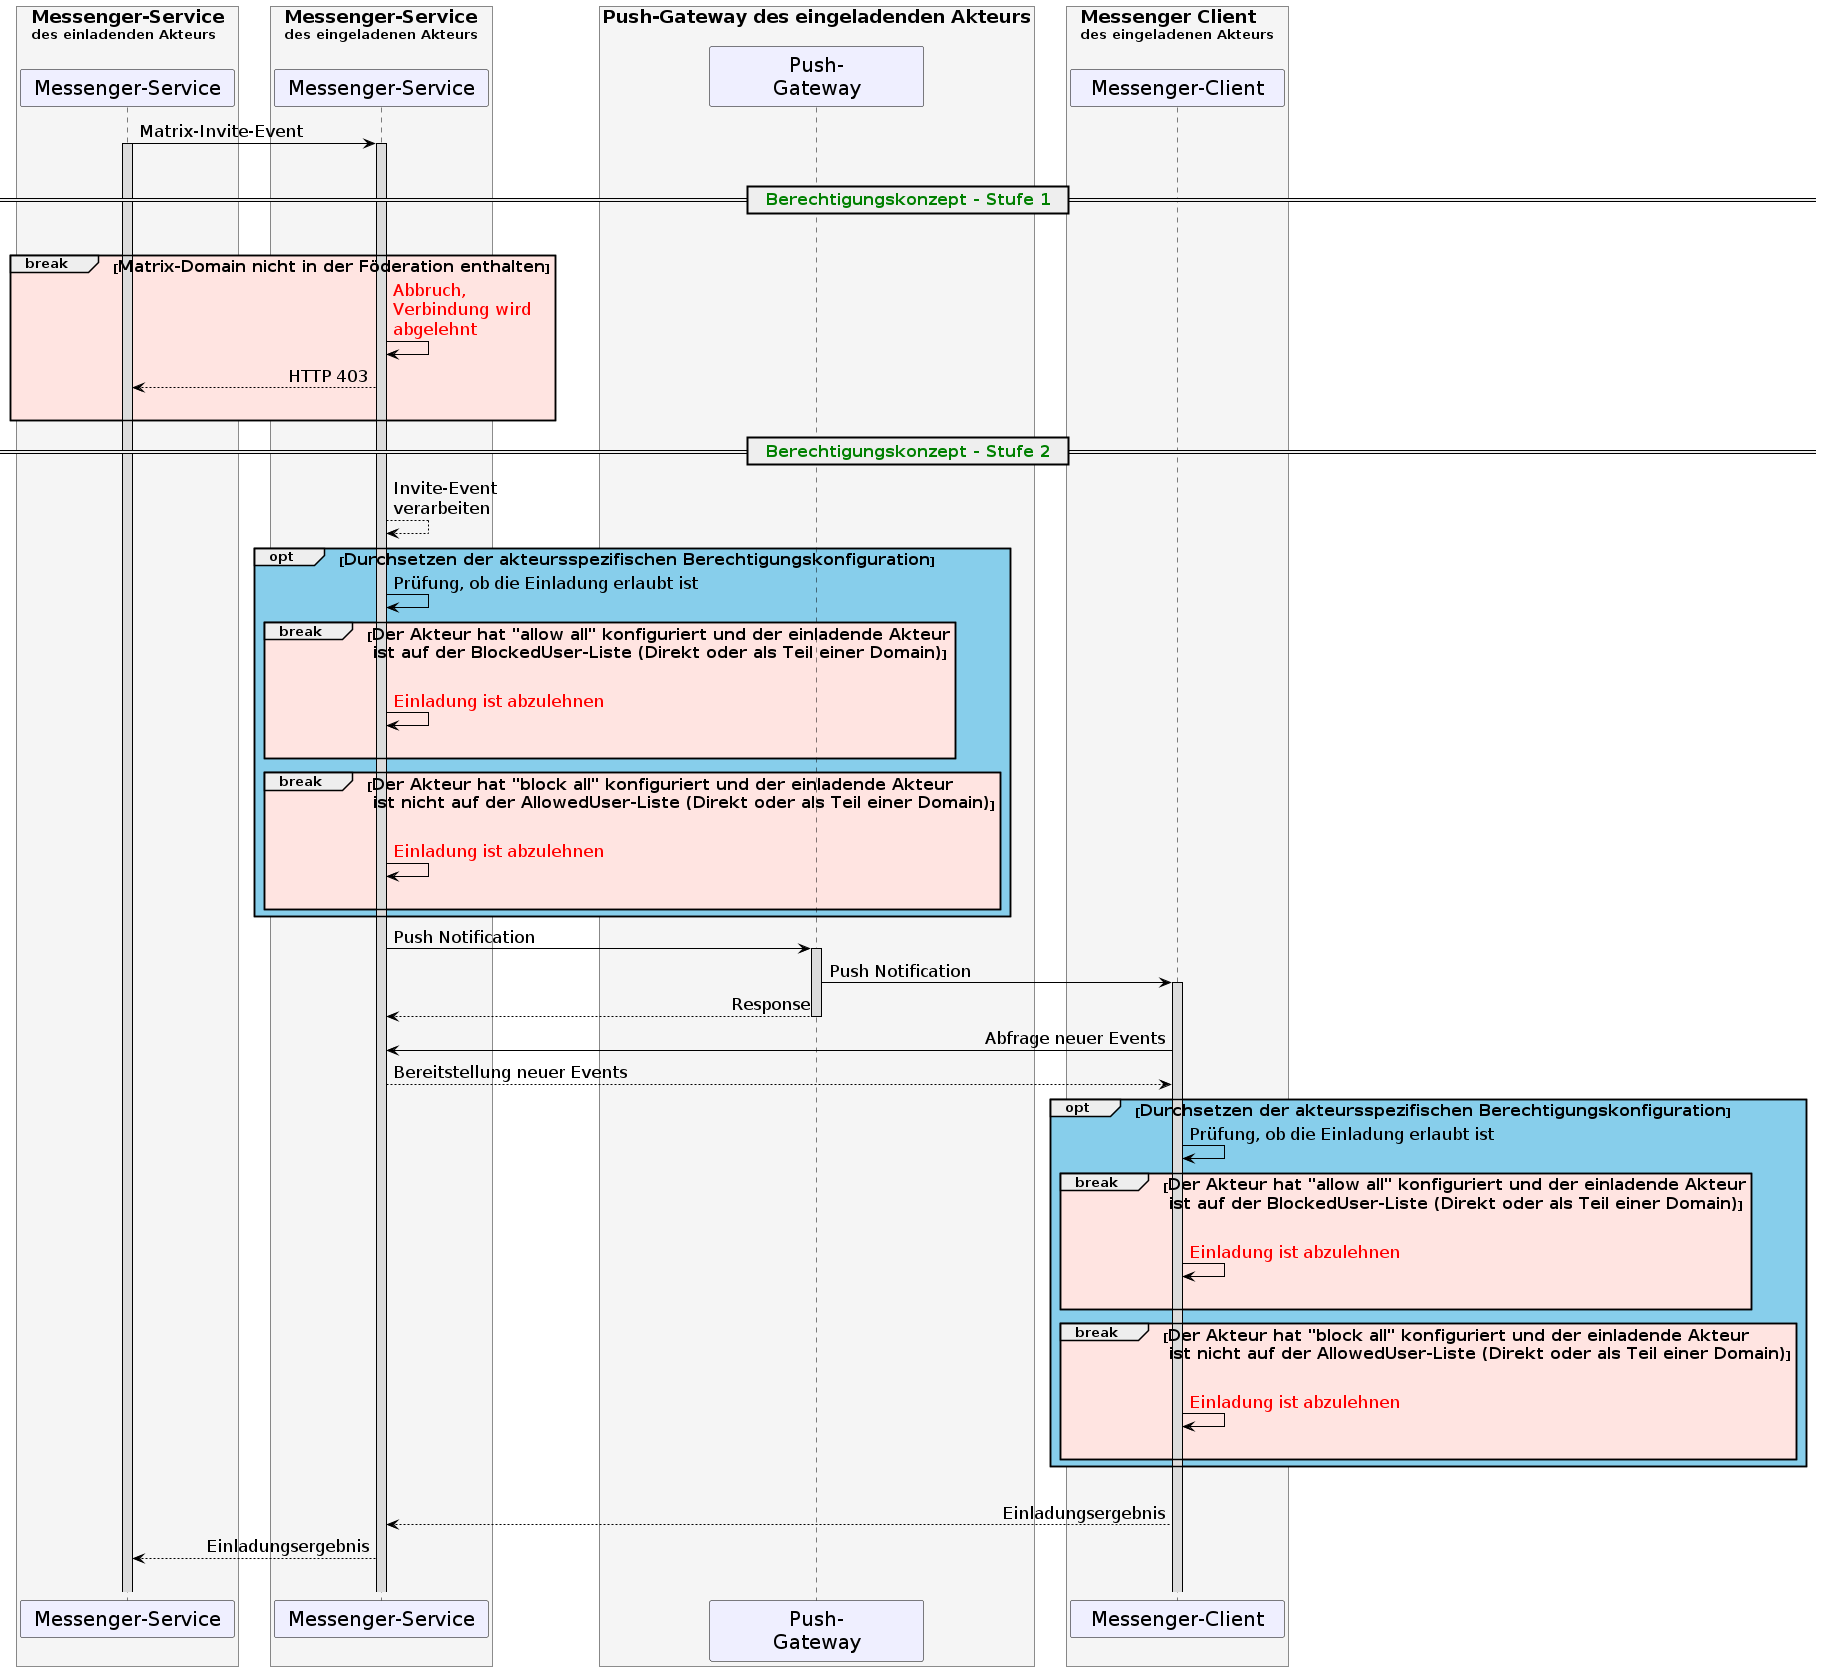 Messenger-Service
des einladenden Akteurs
Messenger-Service
des eingeladenen Akteurs
Push-Gateway des eingeladenden Akteurs
Messenger Client
des eingeladenen Akteurs
Messenger-Service
Messenger-Service
Push-
Gateway
Messenger-Client
Matrix-Invite-Event
Berechtigungskonzept - Stufe 1
break
[Matrix-Domain nicht in der Föderation enthalten]
Abbruch,
Verbindung wird
abgelehnt
HTTP 403
Berechtigungskonzept - Stufe 2
Invite-Event
verarbeiten
opt
[Durchsetzen der akteursspezifischen Berechtigungskonfiguration]
Prüfung, ob die Einladung erlaubt ist
break
[Der Akteur hat "allow all" konfiguriert und der einladende Akteur
ist auf der BlockedUser-Liste (Direkt oder als Teil einer Domain)]
Einladung ist abzulehnen
break
[Der Akteur hat "block all" konfiguriert und der einladende Akteur
ist nicht auf der AllowedUser-Liste (Direkt oder als Teil einer Domain)]
Einladung ist abzulehnen
Push Notification
Push Notification
Response
Abfrage neuer Events
Bereitstellung neuer Events
opt
[Durchsetzen der akteursspezifischen Berechtigungskonfiguration]
Prüfung, ob die Einladung erlaubt ist
break
[Der Akteur hat "allow all" konfiguriert und der einladende Akteur
ist auf der BlockedUser-Liste (Direkt oder als Teil einer Domain)]
Einladung ist abzulehnen
break
[Der Akteur hat "block all" konfiguriert und der einladende Akteur
ist nicht auf der AllowedUser-Liste (Direkt oder als Teil einer Domain)]
Einladung ist abzulehnen
Einladungsergebnis
Einladungsergebnis
Messenger-Service
Messenger-Service
Push-
Gateway
Messenger-Client